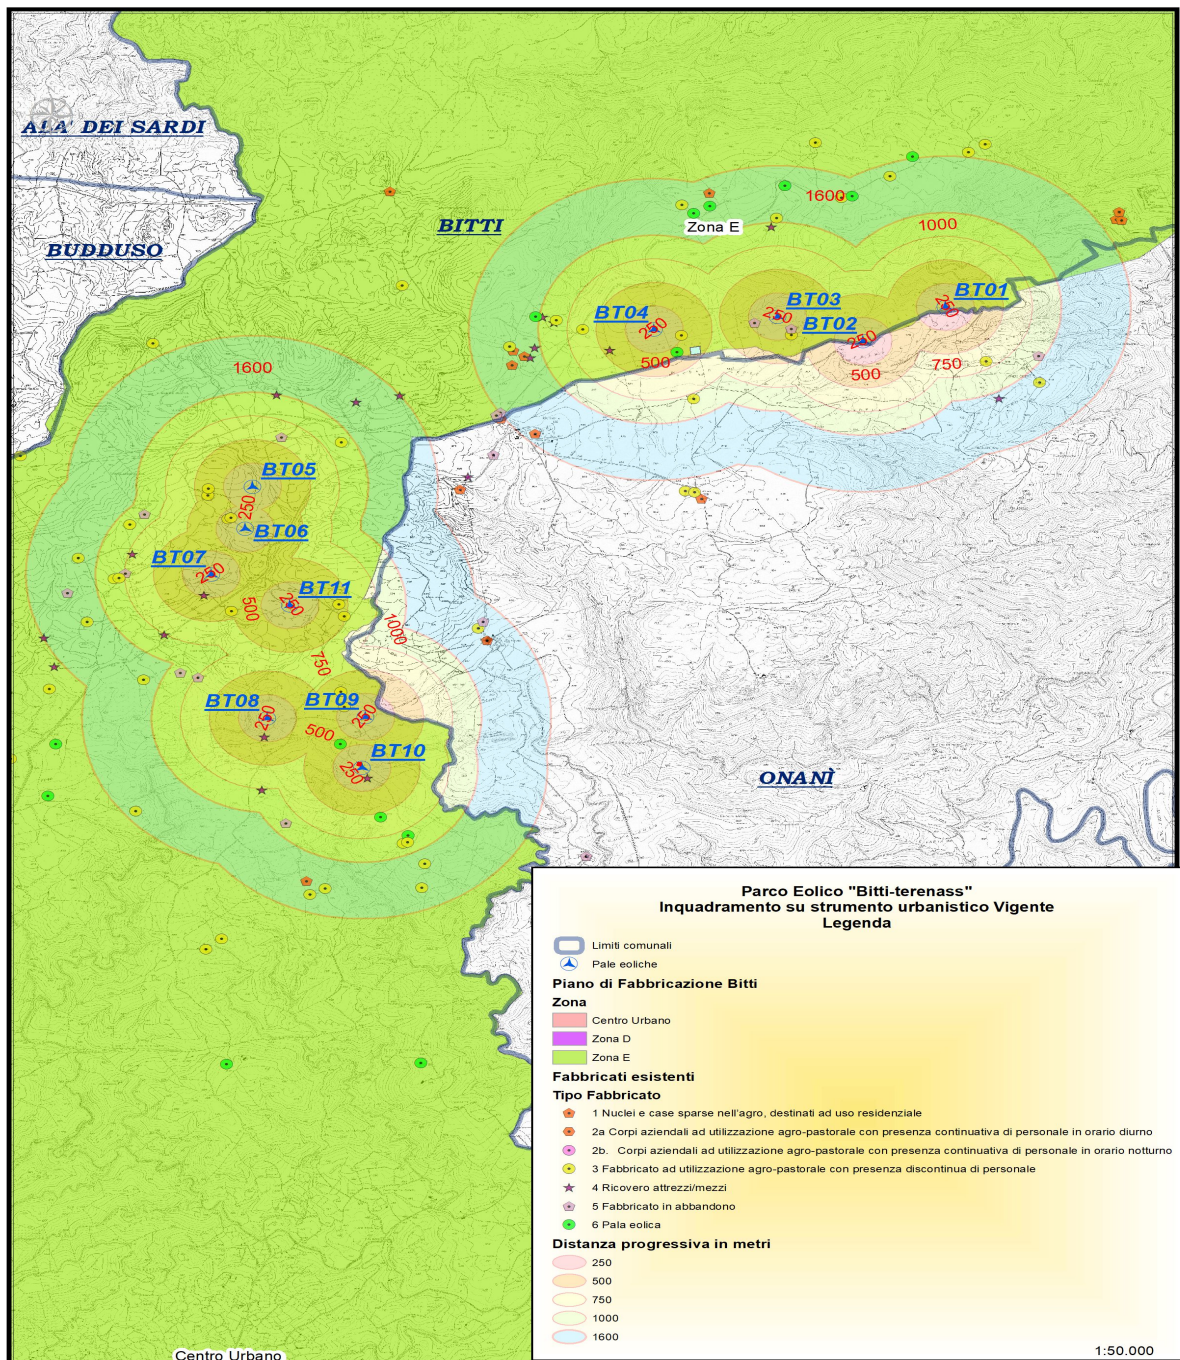 ALA' DEI SARDI
BUDDUSO
BITTI
1600
Zona E
1000
BT01
250
BT03
250
BT04
250
BT02
250
500
500
750
1600
BT05
250
BT06
BT07
250
BT11
250
500
1000
750
BT08
250
BT09
250
500
BT10
250
ONANÌ
Centro Urbano
Parco Eolico "Bitti-terenass"
Inquadramento su strumento urbanistico Vigente
Legenda
Limiti comunali
Pale eoliche
Piano di Fabbricazione Bitti
Zona
Centro Urbano
Zona D
Zona E
Fabbricati esistenti
Tipo Fabbricato
1 Nuclei e case sparse nell'agro, destinati ad uso residenziale
2a Corpi aziendali ad utilizzazione agro-pastorale con presenza continuativa di personale in orario diurno
2b. Corpi aziendali ad utilizzazione agro-pastorale con presenza continuativa di personale in orario notturno
3 Fabbricato ad utilizzazione agro-pastorale con presenza discontinua di personale
4 Ricovero attrezzi/mezzi
5 Fabbricato in abbandono
6 Pala eolica
Distanza progressiva in metri
250
500
750
1000
1600
1:50.000